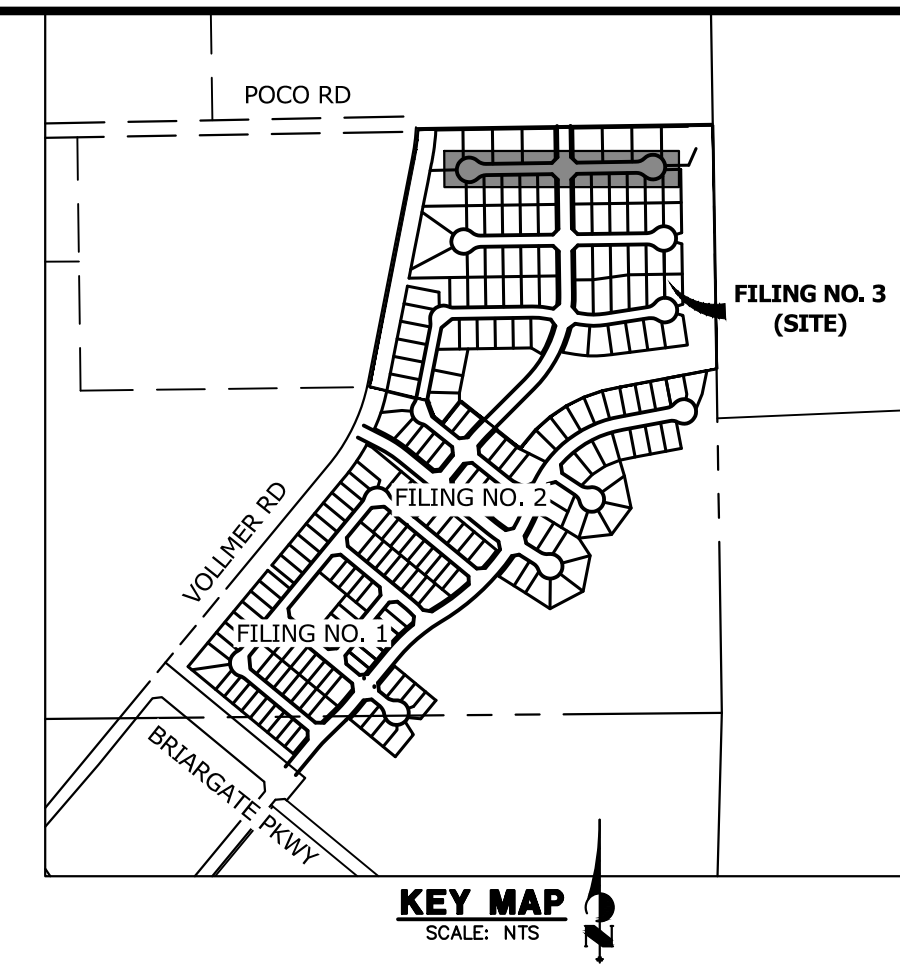 POCO RD
FILING NO. 3
(SITE)
FILING NO. 2
VOLLMER RD
FILING NO. 1
BRIARGATE PKWY
KEY MAP
SCALE: NTS
N